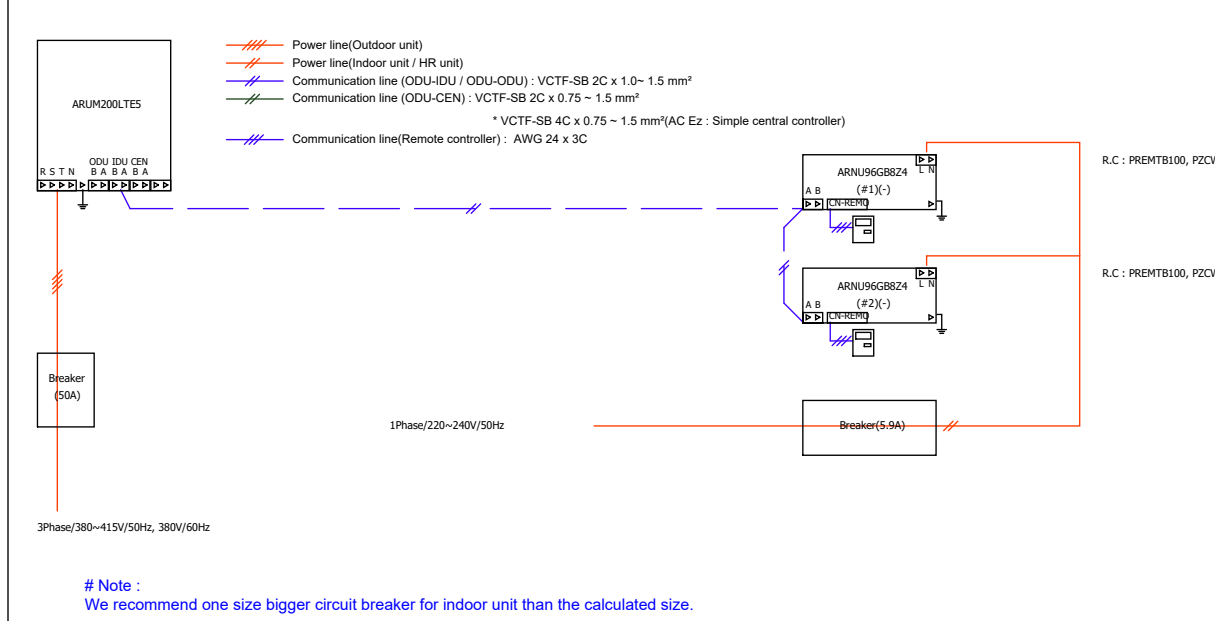 Power line(Outdoor unit)
Power line(Indoor unit / HR unit)
Communication line (ODU-IDU / ODU-ODU) : VCTF-SB 2C x 1.0~ 1.5 mm²
Communication line (ODU-CEN) : VCTF-SB 2C x 0.75 ~ 1.5 mm²
* VCTF-SB 4C x 0.75 ~ 1.5 mm²(AC Ez : Simple central controller)
Communication line(Remote controller) : AWG 24 x 3C
ARUM200LTE5
ODU IDU CEN
R S T N B A B A B A
ARNU96GB8Z4
(#1)(-)
L N
A B
CN-REMO
R.C : PREMTB100, PZCW
ARNU96GB8Z4
(#2)(-)
L N
A B
CN-REMO
R.C : PREMTB100, PZCW
Breaker
(50A)
1Phase/220~240V/50Hz
Breaker(5.9A)
3Phase/380~415V/50Hz, 380V/60Hz
# Note :
We recommend one size bigger circuit breaker for indoor unit than the calculated size.